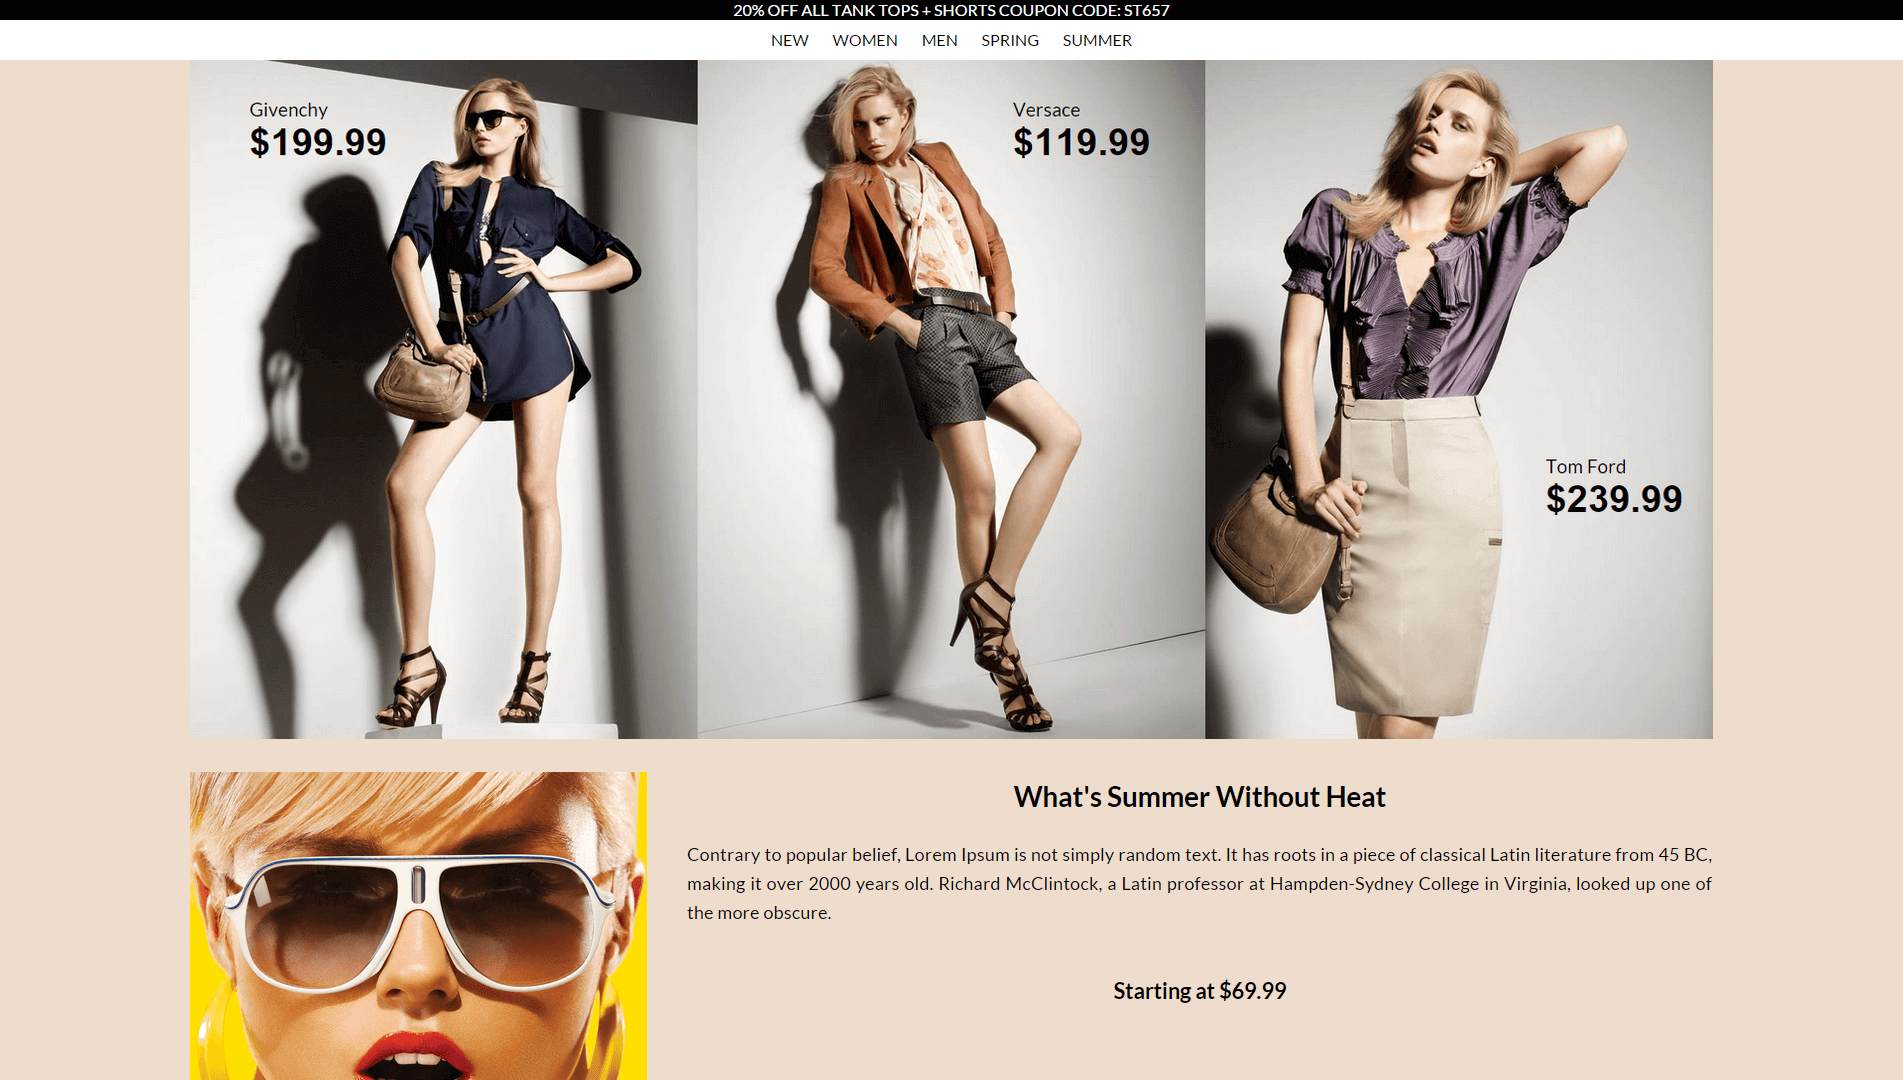 20% OFF ALL TANK TOPS + SHORTS COUPON CODE: ST657
NEW WOMEN MEN SPRING SUMMER
Givenchy
$199.99
Versace
$119.99
Tom Ford
$239.99
What's Summer Without Heat
Contrary to popular belief, Lorem Ipsum is not simply random text. It has roots in a piece of classical Latin literature from 45 BC,
making it over 2000 years old. Richard McClintock, a Latin professor at Hampden-Sydney College in Virginia, looked up one of
the more obscure.
Starting at $69.99